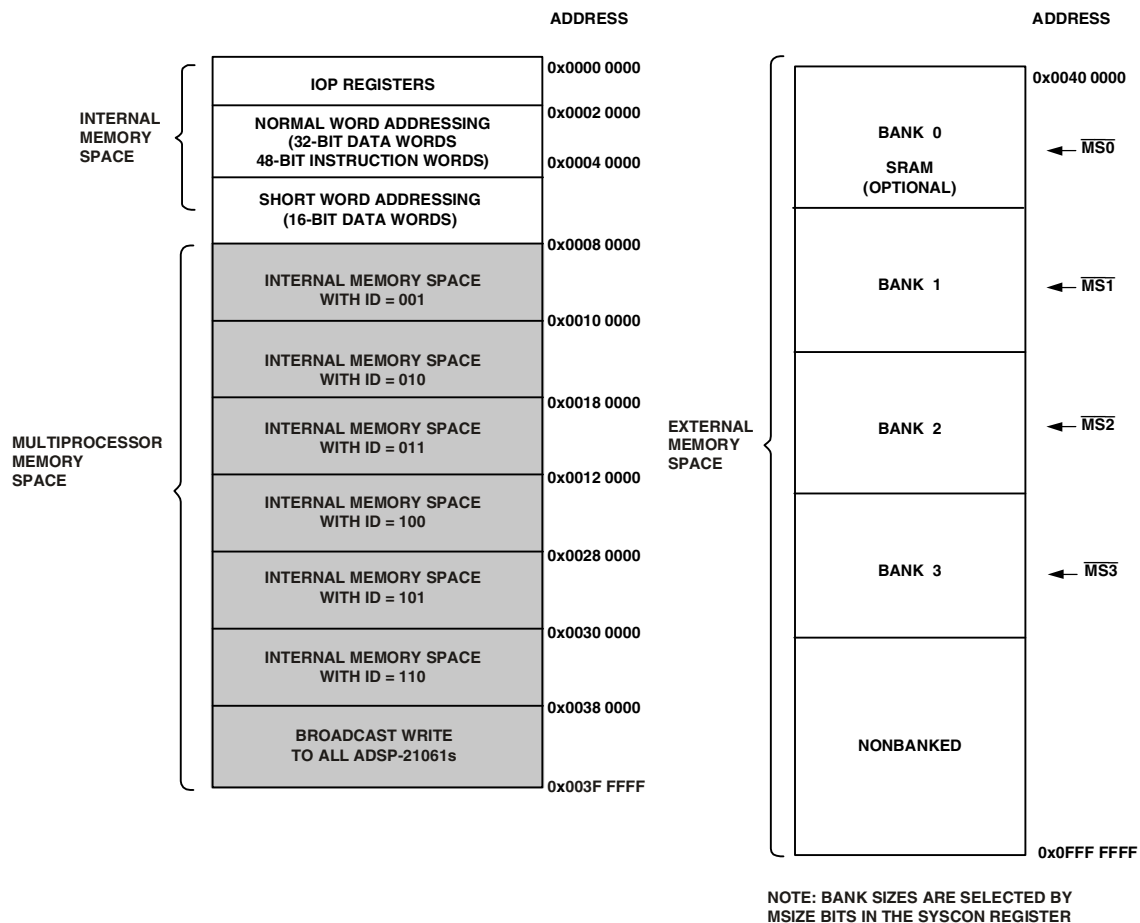 ADDRESS
INTERNAL
MEMORY
SPACE
0x0000 0000
IOP REGISTERS
0x0002 0000
NORMAL WORD ADDRESSING
(32-BIT DATA WORDS
48-BIT INSTRUCTION WORDS)
0x0004 0000
SHORT WORD ADDRESSING
(16-BIT DATA WORDS)
0x0008 0000
MULTIPROCESSOR
MEMORY
SPACE
INTERNAL MEMORY SPACE
WITH ID = 001
0x0010 0000
INTERNAL MEMORY SPACE
WITH ID = 010
0x0018 0000
INTERNAL MEMORY SPACE
WITH ID = 011
0x0012 0000
INTERNAL MEMORY SPACE
WITH ID = 100
0x0028 0000
INTERNAL MEMORY SPACE
WITH ID = 101
0x0030 0000
INTERNAL MEMORY SPACE
WITH ID = 110
0x0038 0000
BROADCAST WRITE
TO ALL ADSP-21061s
0x003F FFFF
ADDRESS
EXTERNAL
MEMORY
SPACE
0x0040 0000
BANK 0
MS0
SRAM
(OPTIONAL)
BANK 1
MS1
BANK 2
MS2
BANK 3
MS3
NONBANKED
0x0FFF FFFF
NOTE: BANK SIZES ARE SELECTED BY
MSIZE BITS IN THE SYSCON REGISTER